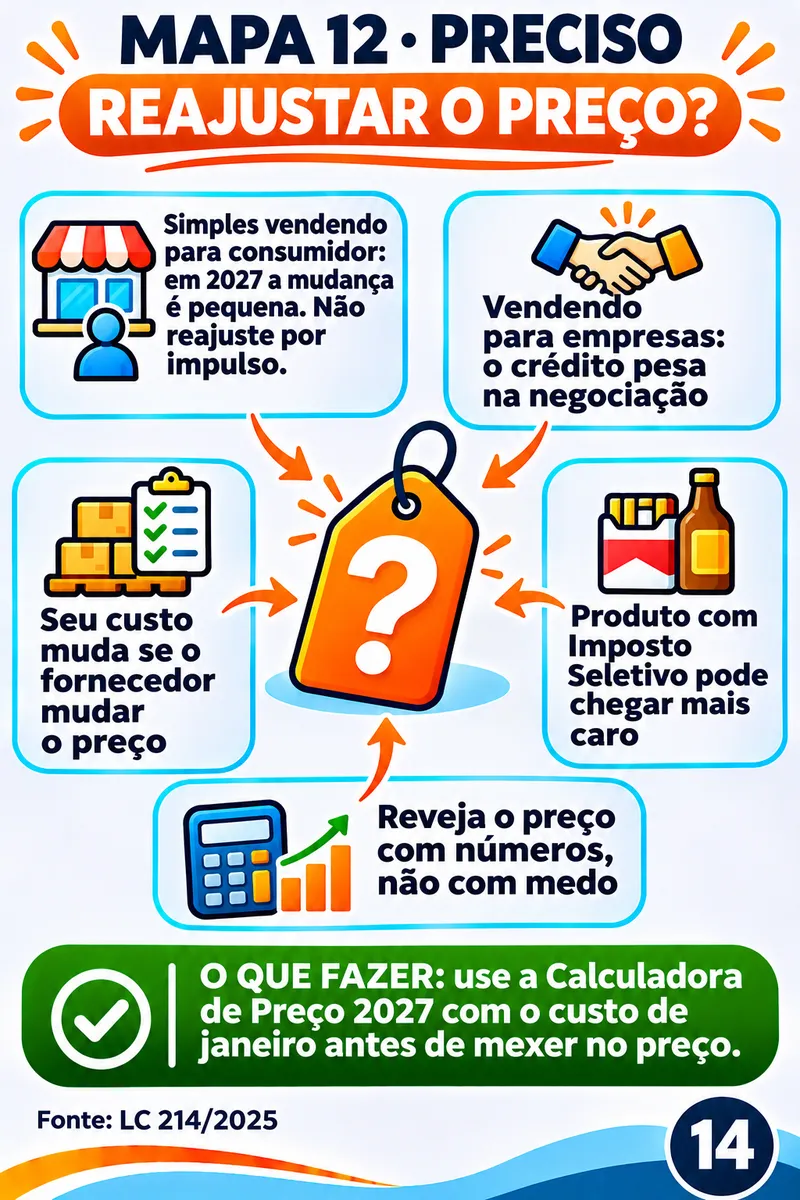 MAPA 12 · PRECISO
REAJUSTAR O PREÇO?
Simples vendendo
para consumidor:
em 2027 a mudança
é pequena. Não
reajuste por
impulso.
Vendendo
para empresas:
o crédito pesa
na negociação
Seu custo
muda se o
fornecedor
mudar
o preço
?
Produto com
Imposto
Seletivo pode
chegar mais
caro
Reveja o preço
com números,
não com medo
O QUE FAZER: use a Calculadora
de Preço 2027 com o custo de
janeiro antes de mexer no preço.
Fonte: LC 214/2025
14